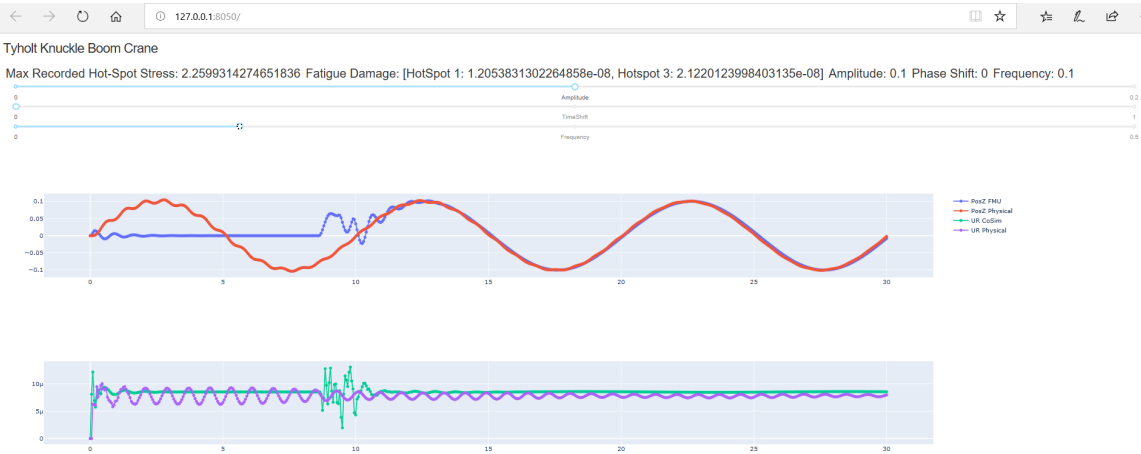 127.0.0.1:8050/
Tyholt Knuckle Boom Crane
Max Recorded Hot-Spot Stress: 2.2599314274651836 Fatigue Damage: [HotSpot 1: 1.2053831302264858e-08, Hotspot 3: 2.1220123998403135e-08] Amplitude: 0.1 Phase Shift: 0 Frequency: 0.1
0 Amplitude 0.2
0 TimeShift 1
0 Frequency 0.5
0.1
0.05
0
−0.05
−0.1
0 5 10 15 20 25 30
PosZ FMU
PosZ Physical
UR CoSim
UR Physical
10μ
5μ
0
0 5 10 15 20 25 30